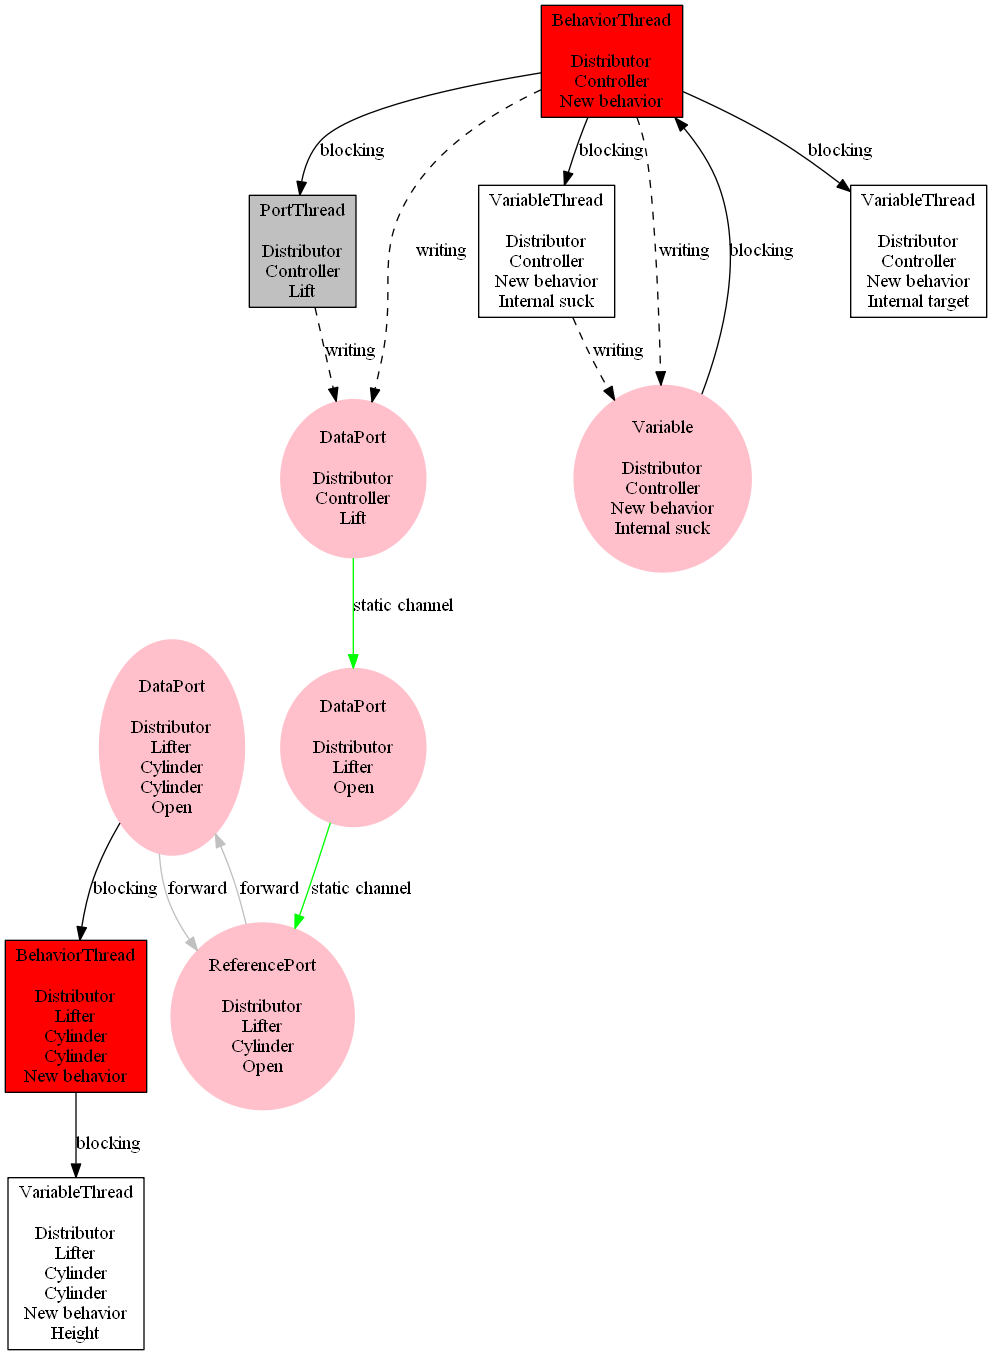 BehaviorThread
Distributor
Controller
New behavior
blocking
blocking
blocking
PortThread
Distributor
Controller
Lift
writing
VariableThread
Distributor
Controller
New behavior
Internal suck
writing
blocking
VariableThread
Distributor
Controller
New behavior
Internal target
writing
writing
DataPort
Distributor
Controller
Lift
Variable
Distributor
Controller
New behavior
Internal suck
static channel
DataPort
Distributor
Lifter
Cylinder
Cylinder
Open
DataPort
Distributor
Lifter
Open
blocking
forward
forward
static channel
BehaviorThread
Distributor
Lifter
Cylinder
Cylinder
New behavior
ReferencePort
Distributor
Lifter
Cylinder
Open
blocking
VariableThread
Distributor
Lifter
Cylinder
Cylinder
New behavior
Height